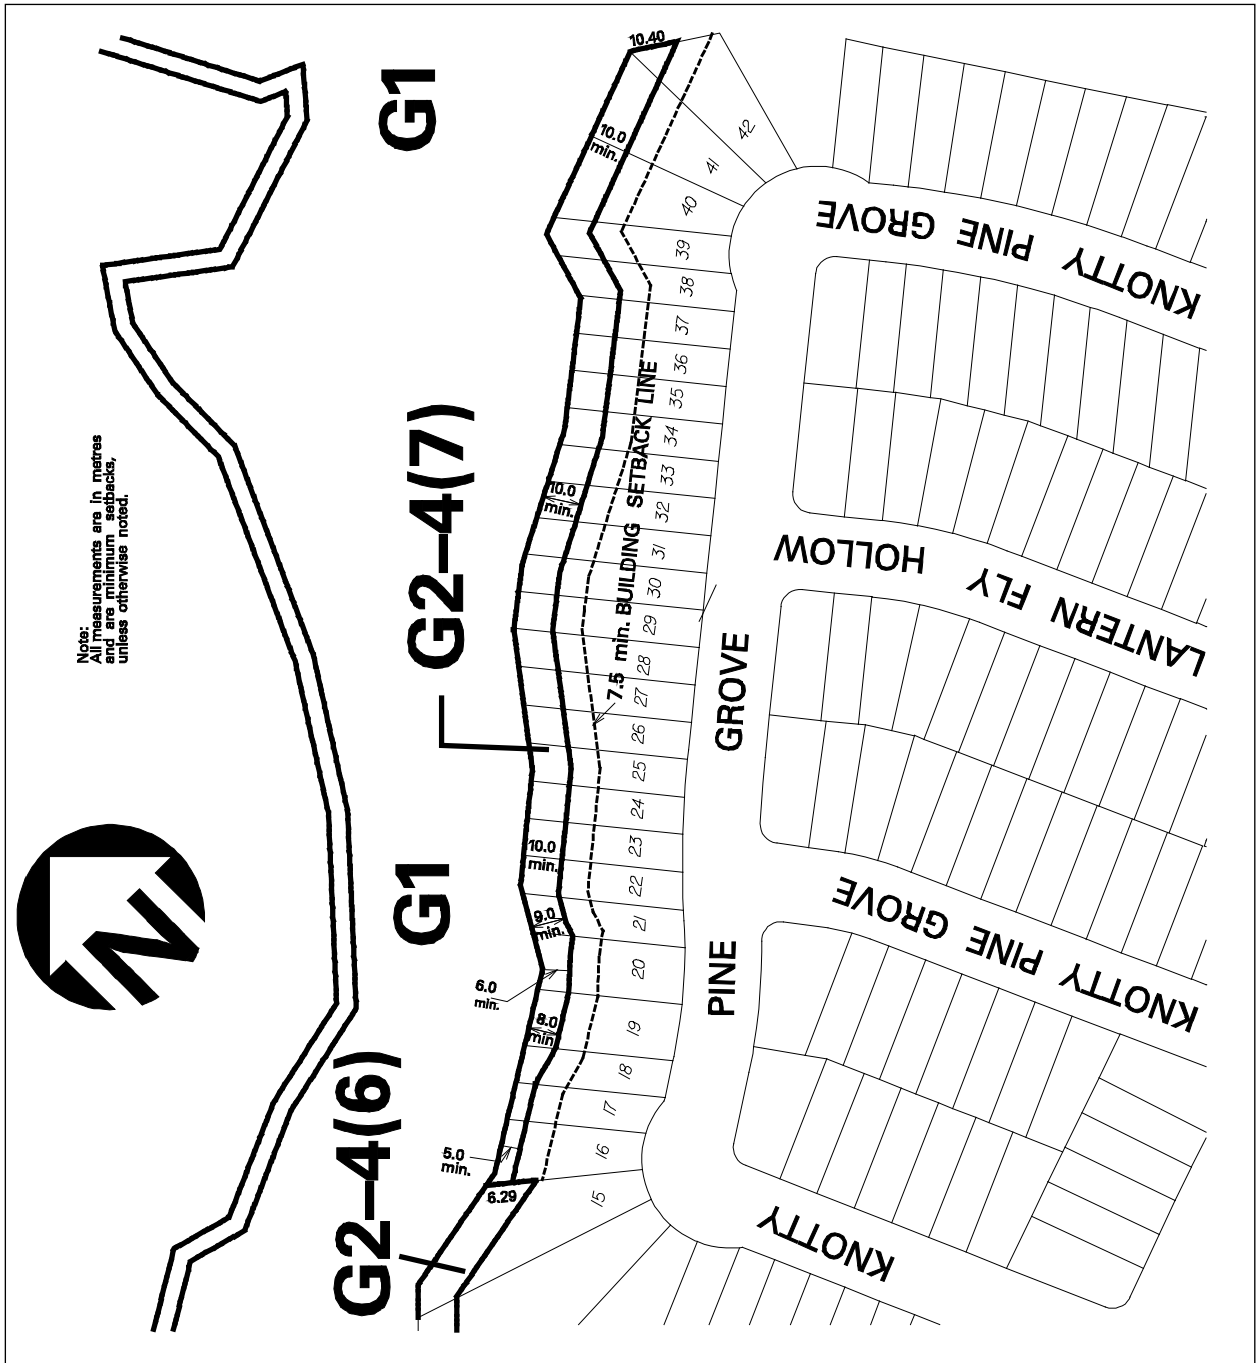 10.40
G1
10.0
min.
42
41
40
39
38
37
36
35
34
33
32
31
30
29
28
27
26
25
24
23
22
21
20
19
18
17
16
15
KNOTTY PINE GROVE
G2–4(7)
7.5 min. BUILDING SETBACK LINE
10.0
min.
LANTERN FLY HOLLOW
Note:
All measurements are in metres
and are minimum setbacks,
unless otherwise noted.
KNOTTY PINE GROVE
G1
10.0
min.
9.0
min.
6.0
min.
8.0
min
KNOTTY PINE GROVE
G2–4(6)
5.0
min.
6.29
N